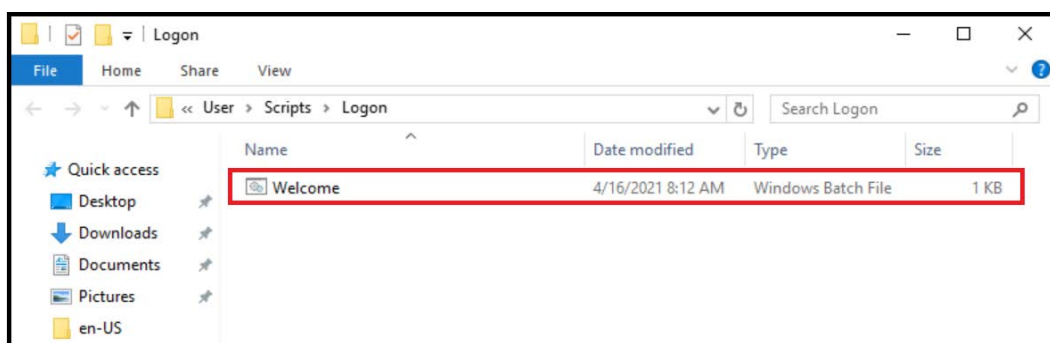 Logon
File Home Share View
« User > Scripts > Logon Search Logon
Name Date modified Type Size
Quick access
Welcome 4/16/2021 8:12 AM Windows Batch File 1 KB
Desktop
Downloads
Documents
Pictures
en-US